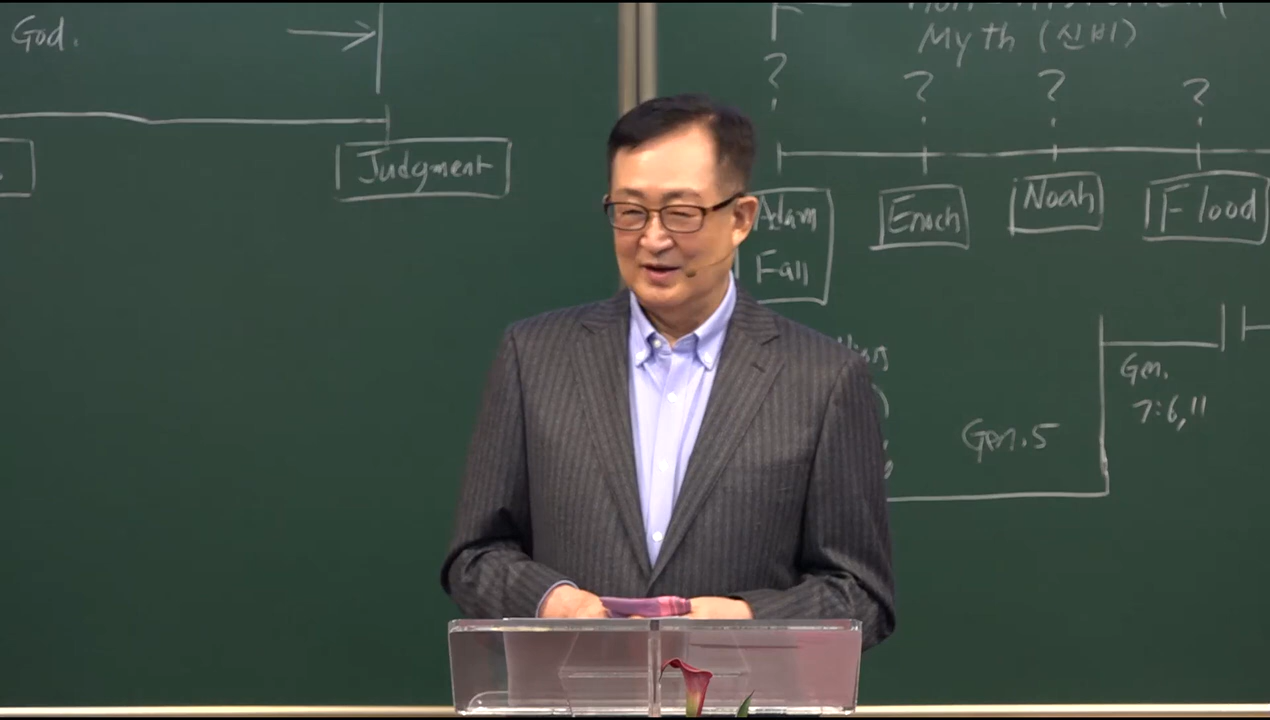 God.
Judgment
Myth (신비)
? ? ? ?
Adam
Fall
Enoch
Noah
Flood
Gen.
7:6,11
Gen.5